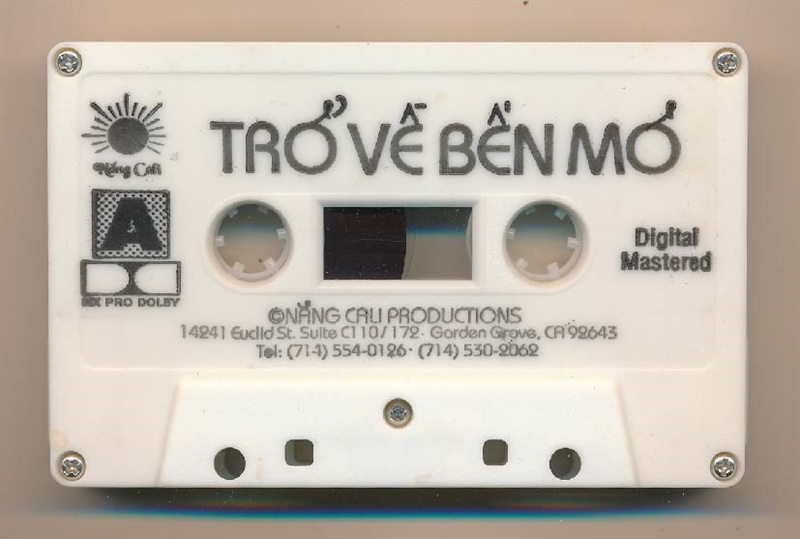 TRỞ VỀ BẾN MƠ
Nắng Cali
A
Digital
Mastered
HX PRO DOLBY
©NẮNG CALI PRODUCTIONS
14241 Euclid St. Suite C110/172 - Garden Grove, CA 92643
Tel: (714) 554-0126 · (714) 530-2062